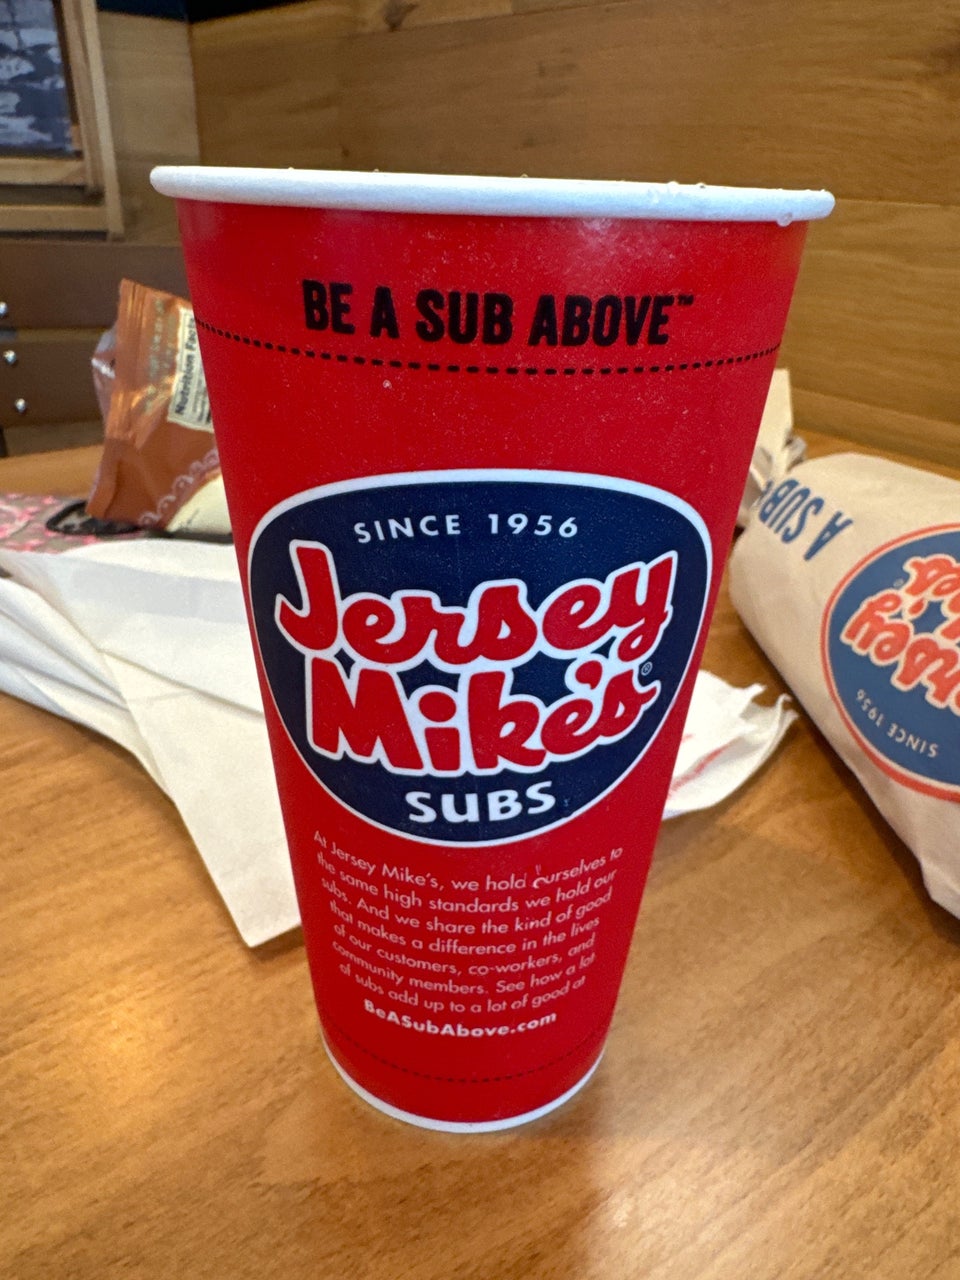 BE A SUB ABOVE™
SINCE 1956
Jersey
Mike's®
SUBS
At Jersey Mike's, we hold ourselves to
the same high standards we hold our
subs. And we share the kind of good
that makes a difference in the lives
of our customers, co-workers, and
community members. See how a lot
of subs add up to a lot of good at
BeASubAbove.com
Nutrition Facts
A SUB
SINCE 1956